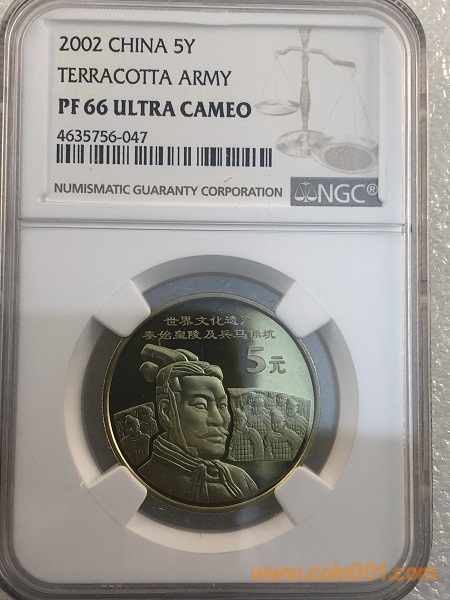 2002 CHINA 5Y
TERRACOTTA ARMY
PF 66 ULTRA CAMEO
4635756-047
NUMISMATIC GUARANTY CORPORATION
NGC®
世界文化遗产
秦始皇陵及兵马俑坑
5元
www.coin001.com